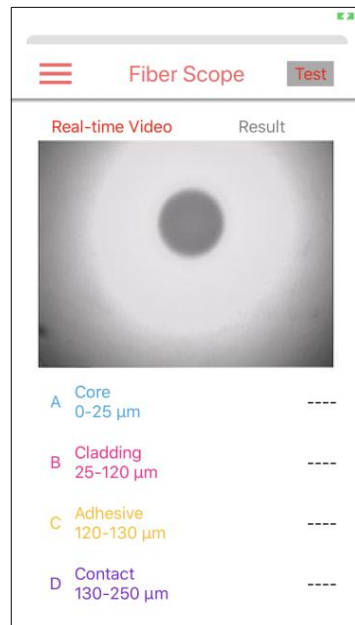 Fiber Scope
Test
Real-time Video
Result
A
Core
0-25 μm
----
B
Cladding
25-120 μm
----
C
Adhesive
120-130 μm
----
D
Contact
130-250 μm
----